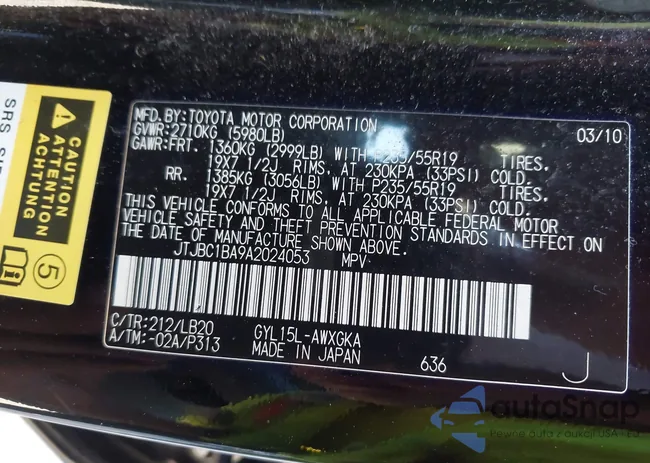 MFD.BY:TOYOTA MOTOR CORPORATION 03/10
GVWR:2710KG (5980LB)
GAWR:FRT. 1360KG (2999LB) WITH P235/55R19 TIRES.
19X7 1/2J RIMS, AT 230KPA (33PSI) COLD.
RR. 1385KG (3056LB) WITH P235/55R19 TIRES.
19X7 1/2J RIMS, AT 230KPA (33PSI) COLD.
THIS VEHICLE CONFORMS TO ALL APPLICABLE FEDERAL MOTOR
VEHICLE SAFETY AND THEFT PREVENTION STANDARDS IN EFFECT ON
THE DATE OF MANUFACTURE SHOWN ABOVE.
JTJBC1BA9A2024053 MPV
C/TR:212/LB20 GYL15L-AWXGKA
A/TM:-02A/P313 MADE IN JAPAN 636 J
SRS
CAUTION
ATTENTION
ACHTUNG
5
autoSnap
Pewne auta z aukcji USA